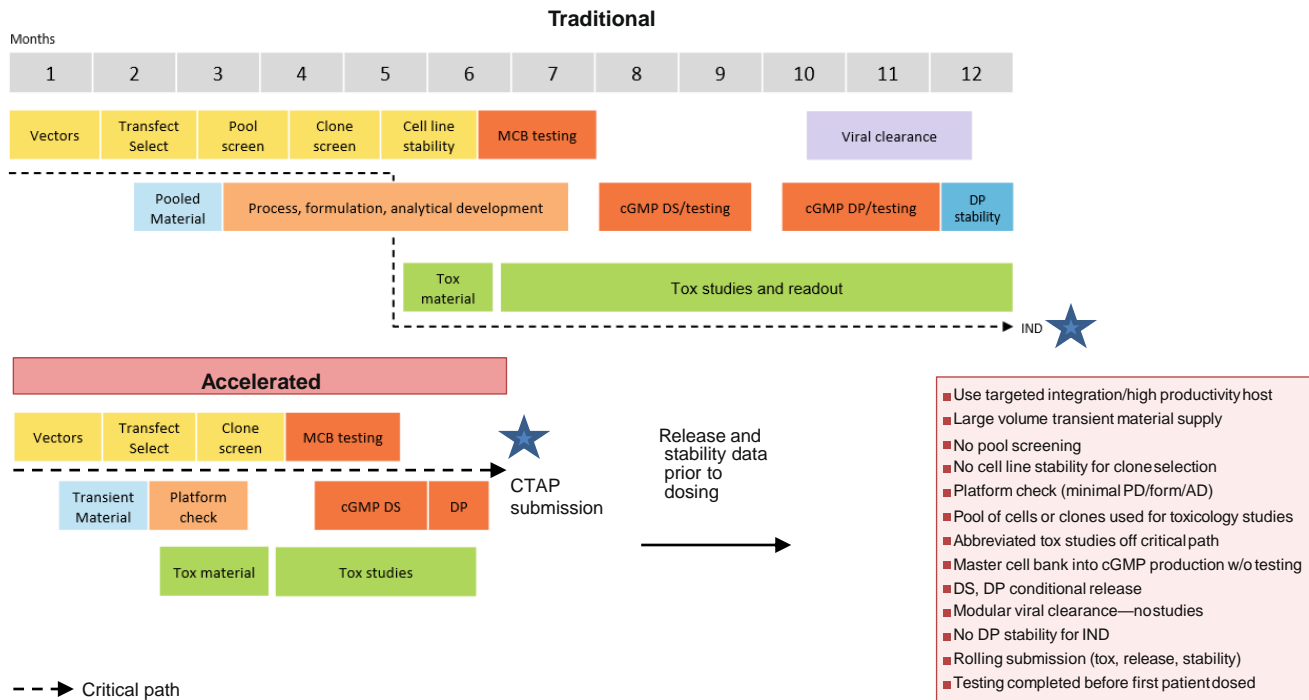 Traditional
Months
1 2 3 4 5 6 7 8 9 10 11 12
Vectors
Transfect
Select
Pool
screen
Clone
screen
Cell line
stability
MCB testing
Viral clearance
Pooled
Material
Process, formulation, analytical development
cGMP DS/testing
cGMP DP/testing
DP
stability
Tox
material
Tox studies and readout
IND
Accelerated
Vectors
Transfect
Select
Clone
screen
MCB testing
CTAP
submission
Transient
Material
Platform
check
cGMP DS
DP
Tox material
Tox studies
Release and
stability data
prior to
dosing
Critical path
Use targeted integration/high productivity host
Large volume transient material supply
No pool screening
No cell line stability for clone selection
Platform check (minimal PD/form/AD)
Pool of cells or clones used for toxicology studies
Abbreviated tox studies off critical path
Master cell bank into cGMP production w/o testing
DS, DP conditional release
Modular viral clearance—no studies
No DP stability for IND
Rolling submission (tox, release, stability)
Testing completed before first patient dosed